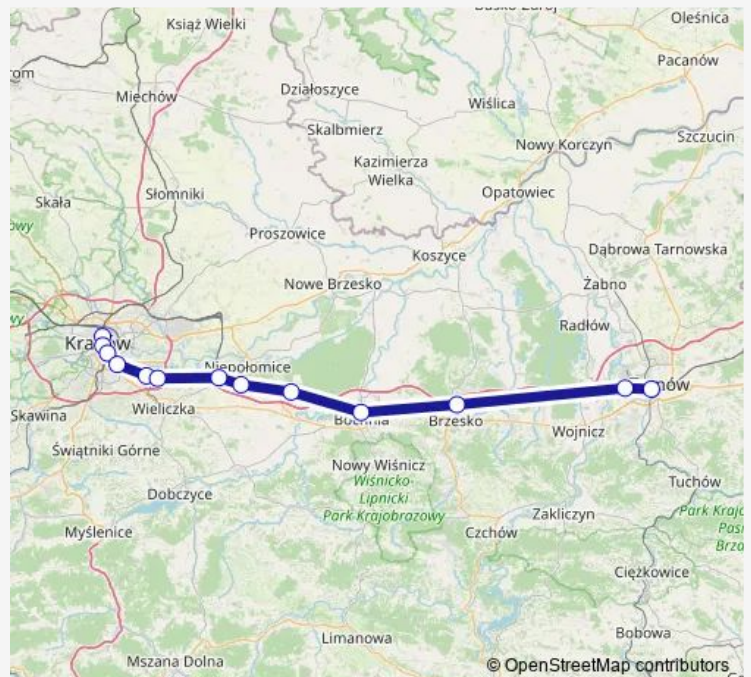 Książ Wielki
Oleśnica
Pacanów
Miechów
Działoszyce
Wiślica
Skalbmierz
Szczucin
Nowy Korczyn
Kazimierza
Wielka
Skała
Słomniki
Opatowiec
Proszowice
Koszyce
Dąbrowa Tarnowska
Nowe Brzesko
Żabno
Radłów
Niepołomice
Wieliczka
Skawina
Brzesko
Wojnicz
Świątniki Górne
Nowy Wiśnicz
Wiśnicko-
Lipnicki
Park Krajobrazowy
Tuchów
Dobczyce
Zakliczyn
Myślenice
Czchów
Ciężkowice
Limanowa
Bobowa
Mszana Dolna
© OpenStreetMap contributors